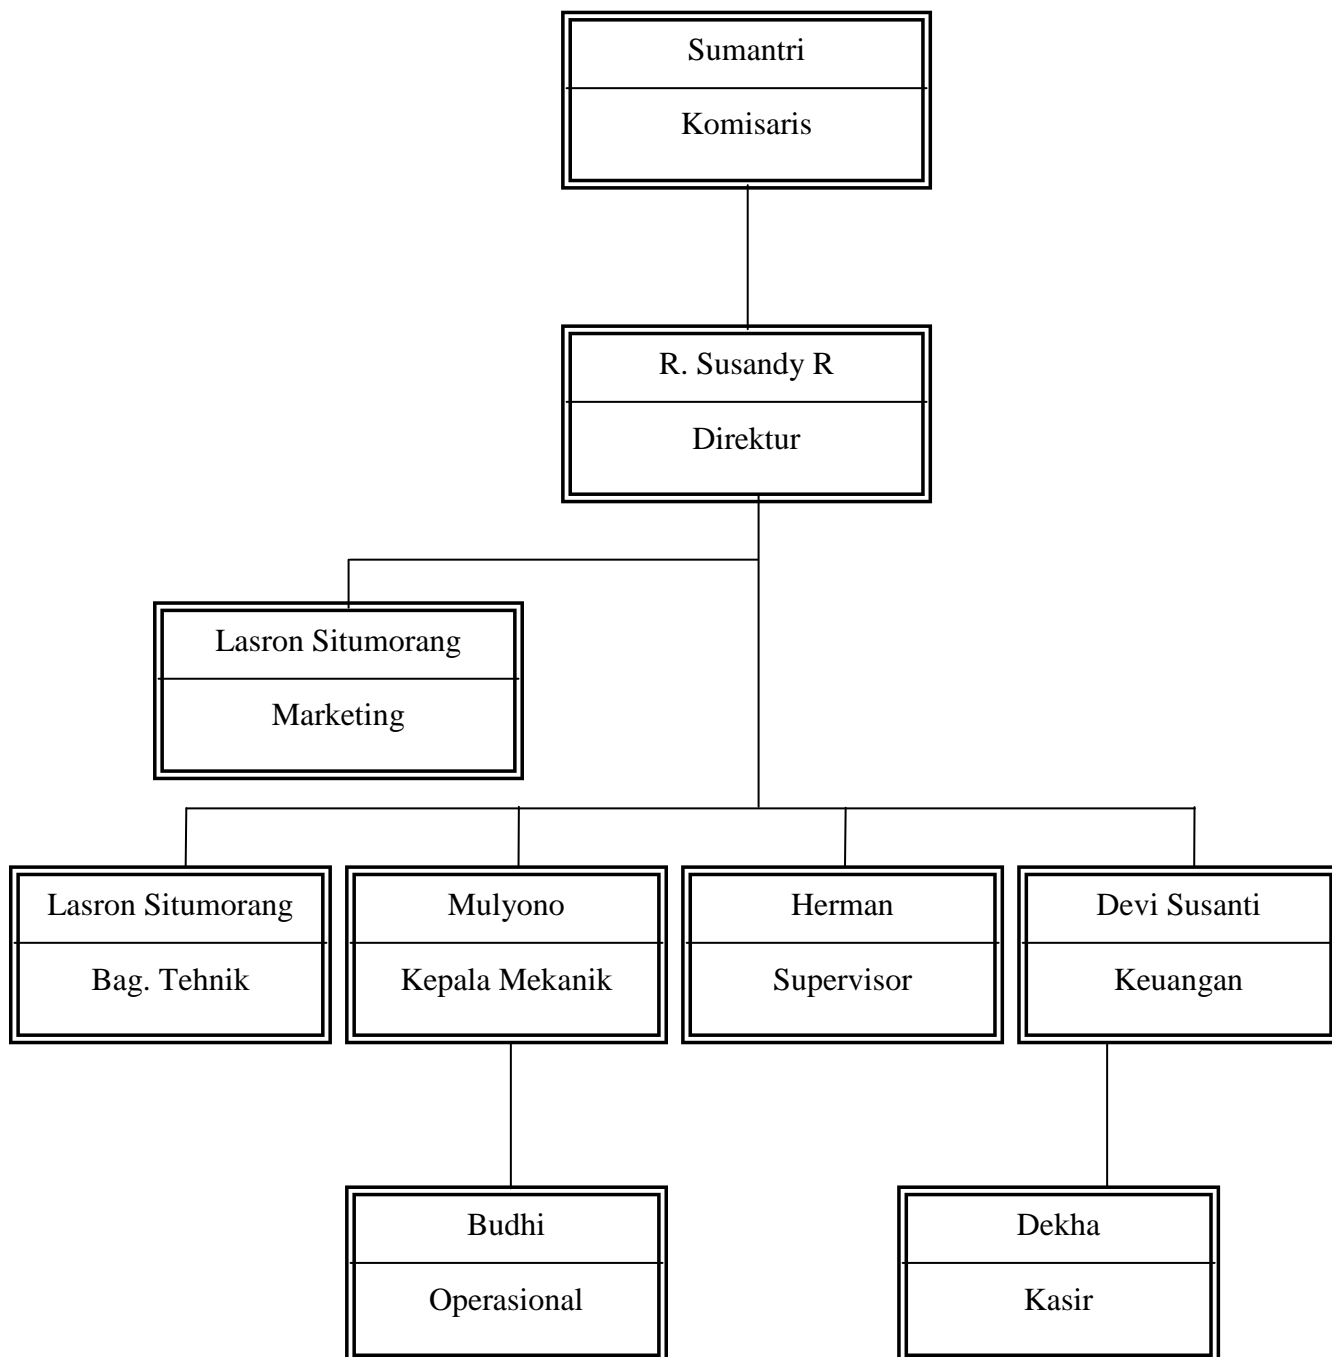 Sumantri
Komisaris
R. Susandy R
Direktur
Lasron Situmorang
Marketing
Lasron Situmorang
Bag. Tehnik
Mulyono
Kepala Mekanik
Herman
Supervisor
Devi Susanti
Keuangan
Budhi
Operasional
Dekha
Kasir